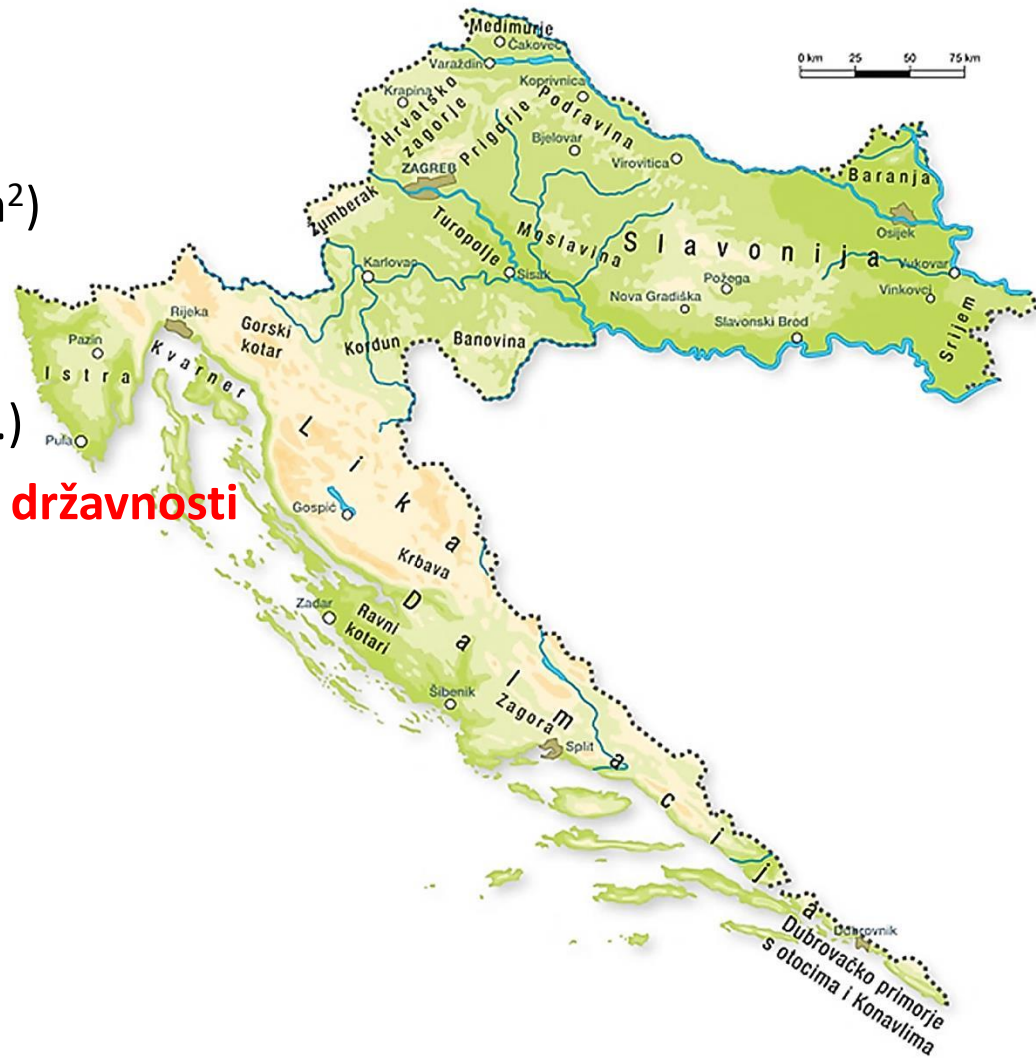 Međimurje
Čakovec
Varaždin
0 km 25 50 75 km
Koprivnica
Krapina
Hrvatsko
zagorje
Prigorje
Podravina
Bjelovar
Virovitica
ZAGREB
Baranja
²)
Žumberak
Turopolje
Moslavina
Slavonija
Osijek
Karlovac
Sisak
Požega
Vukovar
Vinkovci
Nova Gradiška
Slavonski Brod
Srijem
Rijeka
Gorski
kotar
Kordun
Banovina
Pazin
Istra
Kvarner
.)
Pula
Lika
državnosti
Gospić
Krbava
Dalmacija
Zadar
Ravni
kotari
Šibenik
Zagora
Split
Dubrovnik
Dubrovačko primorje
s otocima i Konavlima